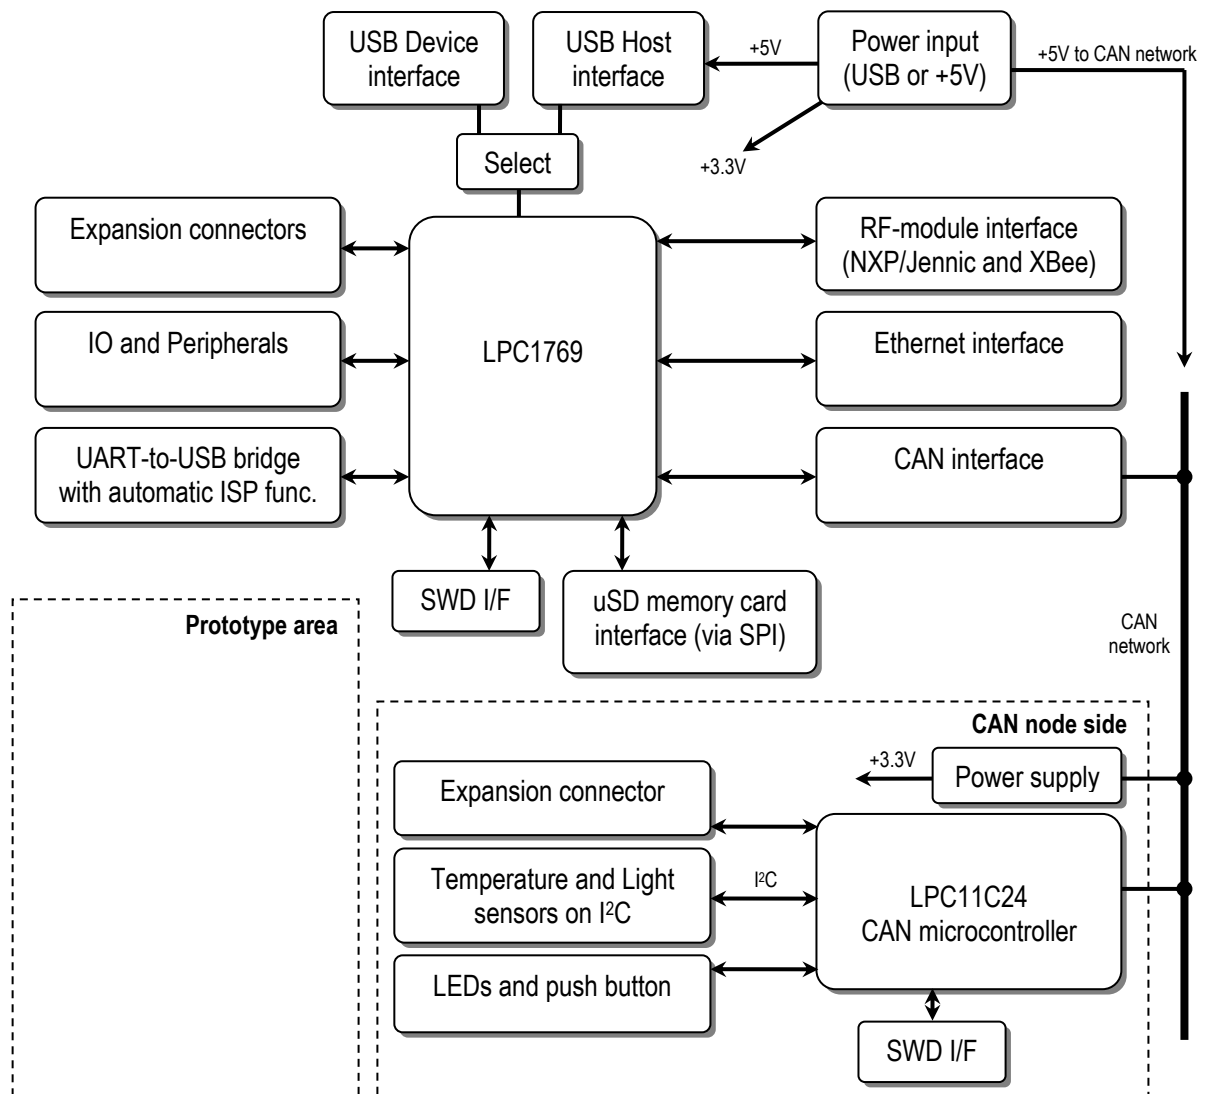 USB Device
interface
USB Host
interface
+5V
Power input
(USB or +5V)
+5V to CAN network
Select
+3.3V
Expansion connectors
RF-module interface
(NXP/Jennic and XBee)
IO and Peripherals
LPC1769
Ethernet interface
UART-to-USB bridge
with automatic ISP func.
CAN interface
SWD I/F
uSD memory card
interface (via SPI)
Prototype area
CAN
network
CAN node side
+3.3V
Power supply
Expansion connector
Temperature and Light
sensors on I²C
I²C
LPC11C24
CAN microcontroller
LEDs and push button
SWD I/F